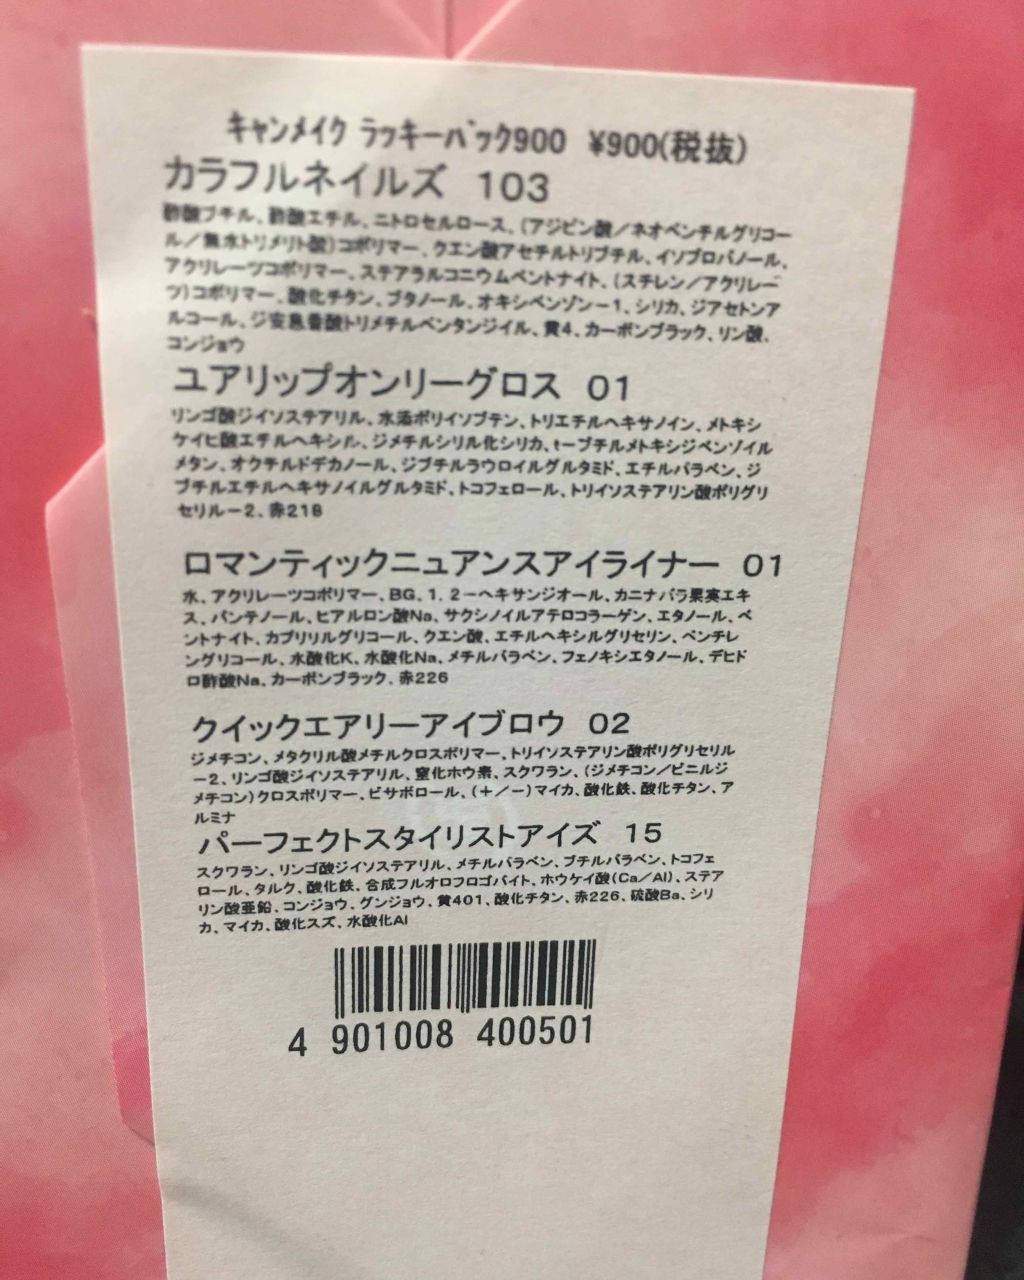 キャンメイク ラッキーパック900 ¥900(税抜)
カラフルネイルズ 103
酢酸ブチル、酢酸エチル、ニトロセルロース、(アジピン酸/ネオペンチルグリコー
ル/無水トリメリト酸)コポリマー、クエン酸アセチルトリブチル、イソプロパノール、
アクリレーツコポリマー、ステアラルコニウムベントナイト、(スチレン/アクリレー
ツ)コポリマー、酸化チタン、ブタノール、オキシベンゾン-1、シリカ、ジアセトンア
ルコール、ジ安息香酸トリメチルペンタンジイル、黄4、カーボンブラック、リン酸、
コンジョウ
ユアリップオンリーグロス 01
リンゴ酸ジイソステアリル、水添ポリイソブテン、トリエチルヘキサノイン、メトキシ
ケイヒ酸エチルヘキシル、ジメチルシリル化シリカ、t-ブチルメトキシジベンゾイル
メタン、オクチルドデカノール、ジブチルラウロイルグルタミド、エチルパラベン、ジ
ブチルエチルヘキサノイルグルタミド、トコフェロール、トリイソステアリン酸ポリグリ
セリル-2、赤218
ロマンティックニュアンスアイライナー 01
水、アクリレーツコポリマー、BG、1,2-ヘキサンジオール、カニナバラ果実エキ
ス、パンテノール、ヒアルロン酸Na、サクシノイルアテロコラーゲン、エタノール、ベ
ントナイト、カプリリルグリコール、クエン酸、エチルヘキシルグリセリン、ペンチレ
ングリコール、水酸化K、水酸化Na、メチルパラベン、フェノキシエタノール、デヒド
ロ酢酸Na、カーボンブラック、赤226
クイックエアリーアイブロウ 02
ジメチコン、メタクリル酸メチルクロスポリマー、トリイソステアリン酸ポリグリセリル
-2、リンゴ酸ジイソステアリル、窒化ホウ素、スクワラン、(ジメチコン/ビニルジ
メチコン)クロスポリマー、ビサボロール、(+/-)マイカ、酸化鉄、酸化チタン、ア
ルミナ
パーフェクトスタイリストアイズ 15
スクワラン、リンゴ酸ジイソステアリル、メチルパラベン、ブチルパラベン、トコフェ
ロール、タルク、酸化鉄、合成フルオロフロゴパイト、ホウケイ酸(Ca/Al)、ステア
リン酸亜鉛、コンジョウ、グンジョウ、黄401、酸化チタン、赤226、硫酸Ba、シリ
カ、マイカ、酸化スズ、水酸化Al
4 901008 400501